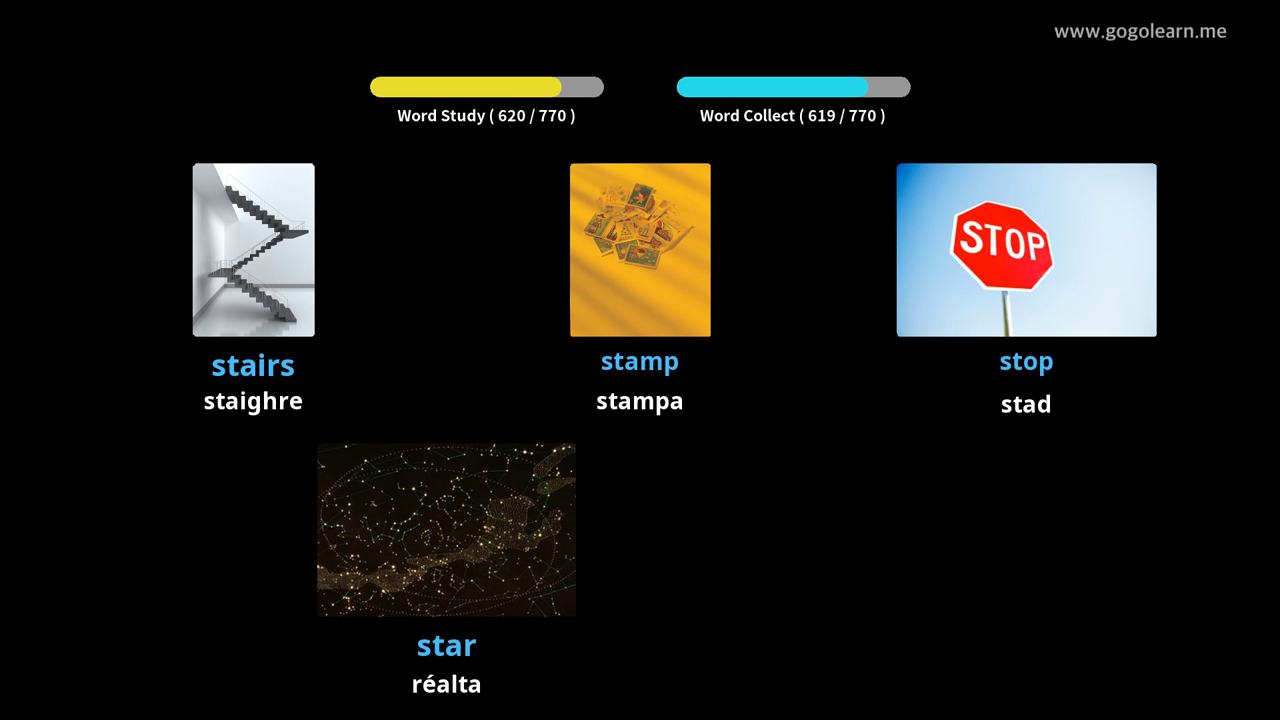 www.gogolearn.me
Word Study ( 620 / 770 )
Word Collect ( 619 / 770 )
STOP
stairs
staighre
stamp
stampa
stop
stad
star
réalta